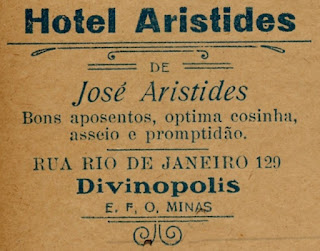 Hotel Aristides
DE
José Aristides
Bons aposentos, optima cosinha,
asseio e promptidão.
RUA RIO DE JANEIRO 129
Divinopolis
E. F. O. MINAS